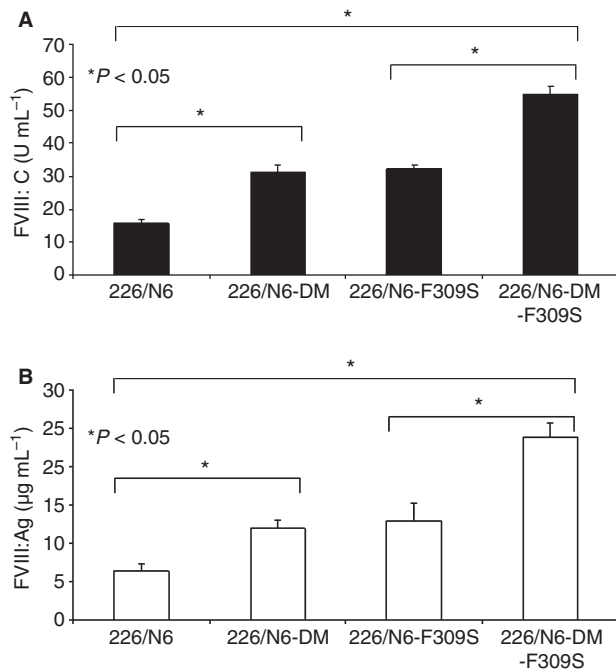 A
*
70
60
50
40
30
20
10
0
FVIII: C (U mL⁻¹)
*P < 0.05
*
*
226/N6
226/N6-DM
226/N6-F309S
226/N6-DM
-F309S
B
*
30
25
25
15
10
5
0
FVIII:Ag (µg mL⁻¹)
*P < 0.05
*
*
226/N6
226/N6-DM
226/N6-F309S
226/N6-DM
-F309S